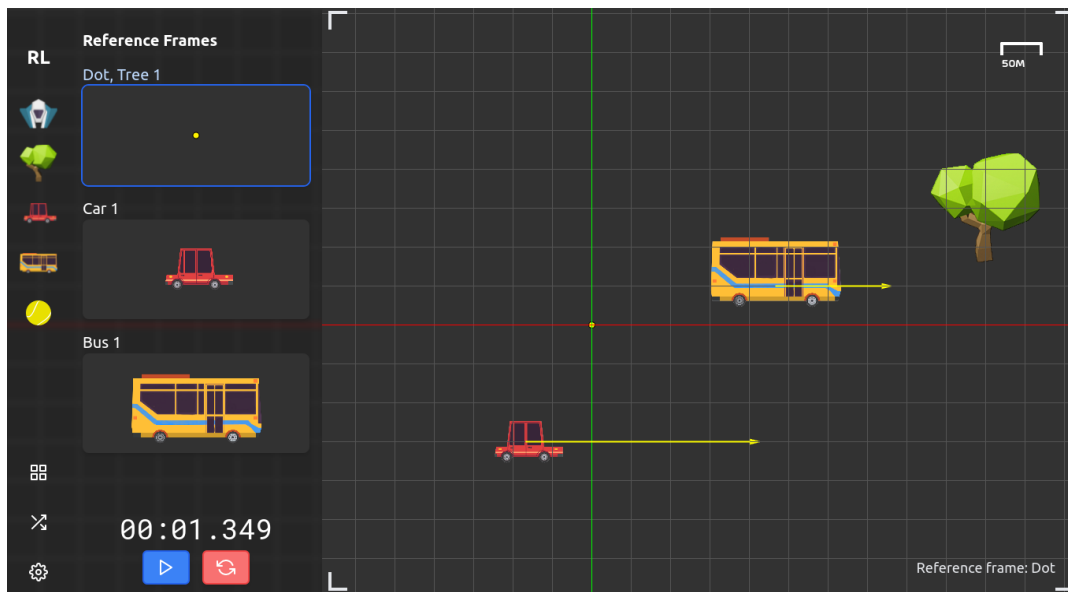 Reference Frames
RL
Dot, Tree 1
50M
Car 1
Bus 1
00:01.349
Reference frame: Dot